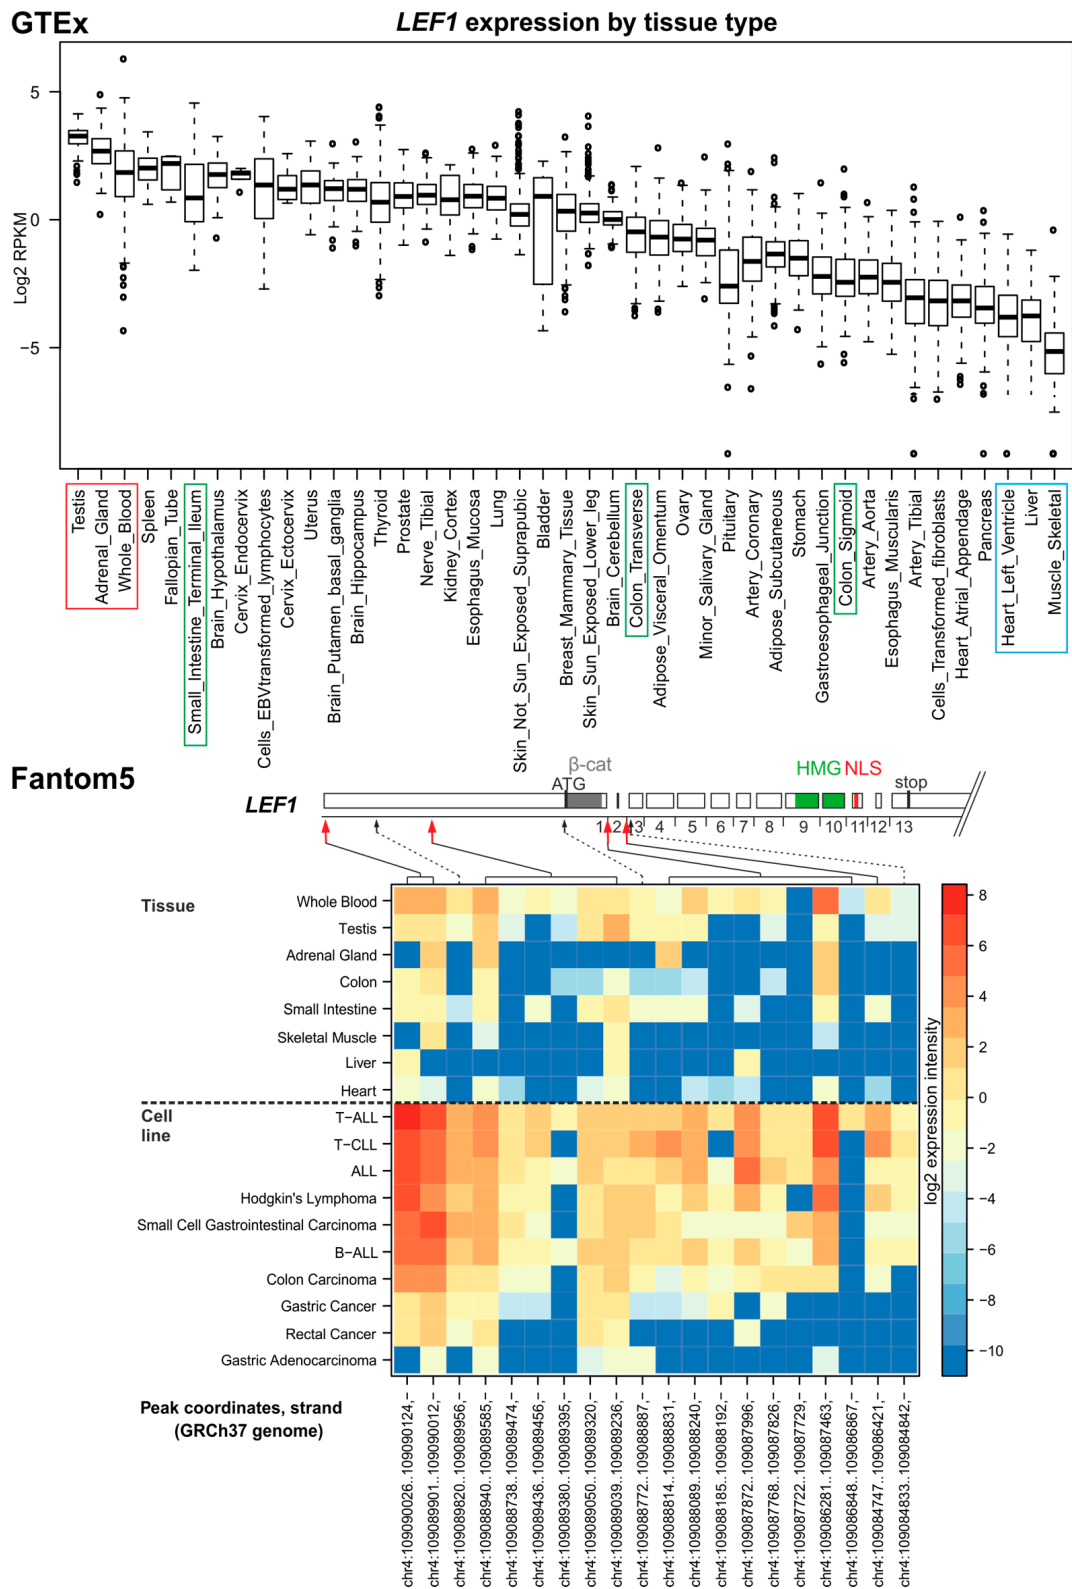 GTEx
LEF1 expression by tissue type
Log2 RPKM
5
0
−5
Testis
Adrenal_Gland
Whole_Blood
Spleen
Fallopian_Tube
Small_Intestine_Terminal_Ileum
Brain_Hypothalamus
Cervix_Endocervix
Cells_EBVtransformed_lymphocytes
Cervix_Ectocervix
Uterus
Brain_Putamen_basal_ganglia
Brain_Hippocampus
Thyroid
Prostate
Nerve_Tibial
Kidney_Cortex
Esophagus_Mucosa
Lung
Skin_Not_Sun_Exposed_Suprapubic
Bladder
Breast_Mammary_Tissue
Skin_Sun_Exposed_Lower_leg
Brain_Cerebellum
Colon_Transverse
Adipose_Visceral_Omentum
Ovary
Minor_Salivary_Gland
Pituitary
Artery_Coronary
Adipose_Subcutaneous
Stomach
Gastroesophageal_Junction
Colon_Sigmoid
Artery_Aorta
Esophagus_Muscularis
Artery_Tibial
Cells_Transformed_fibroblasts
Heart_Atrial_Appendage
Pancreas
Heart_Left_Ventricle
Liver
Muscle_Skeletal
Fantom5
β-cat
HMG NLS
ATG
stop
LEF1
1 2 3 4 5 6 7 8 9 10 11 12 13
Tissue
Whole Blood
Testis
Adrenal Gland
Colon
Small Intestine
Skeletal Muscle
Liver
Heart
Cell
line
T−ALL
T−CLL
ALL
Hodgkin's Lymphoma
Small Cell Gastrointestinal Carcinoma
B−ALL
Colon Carcinoma
Gastric Cancer
Rectal Cancer
Gastric Adenocarcinoma
8
6
4
2
0
−2
−4
−6
−8
−10
log2 expression intensity
Peak coordinates, strand
(GRCh37 genome)
chr4:109090026..109090124,-
chr4:109089901..109090012,-
chr4:109089820..109089956,-
chr4:109088940..109089585,-
chr4:109088738..109089474,-
chr4:109089436..109089456,-
chr4:109089380..109089395,-
chr4:109089050..109089320,-
chr4:109089039..109089236,-
chr4:109088772..109088887,-
chr4:109088814..109088831,-
chr4:109088089..109088240,-
chr4:109088185..109088192,-
chr4:109087872..109087996,-
chr4:109087768..109087826,-
chr4:109087722..109087729,-
chr4:109086281..109087463,-
chr4:109086848..109086867,-
chr4:109084747..109086421,-
chr4:109084833..109084842,-